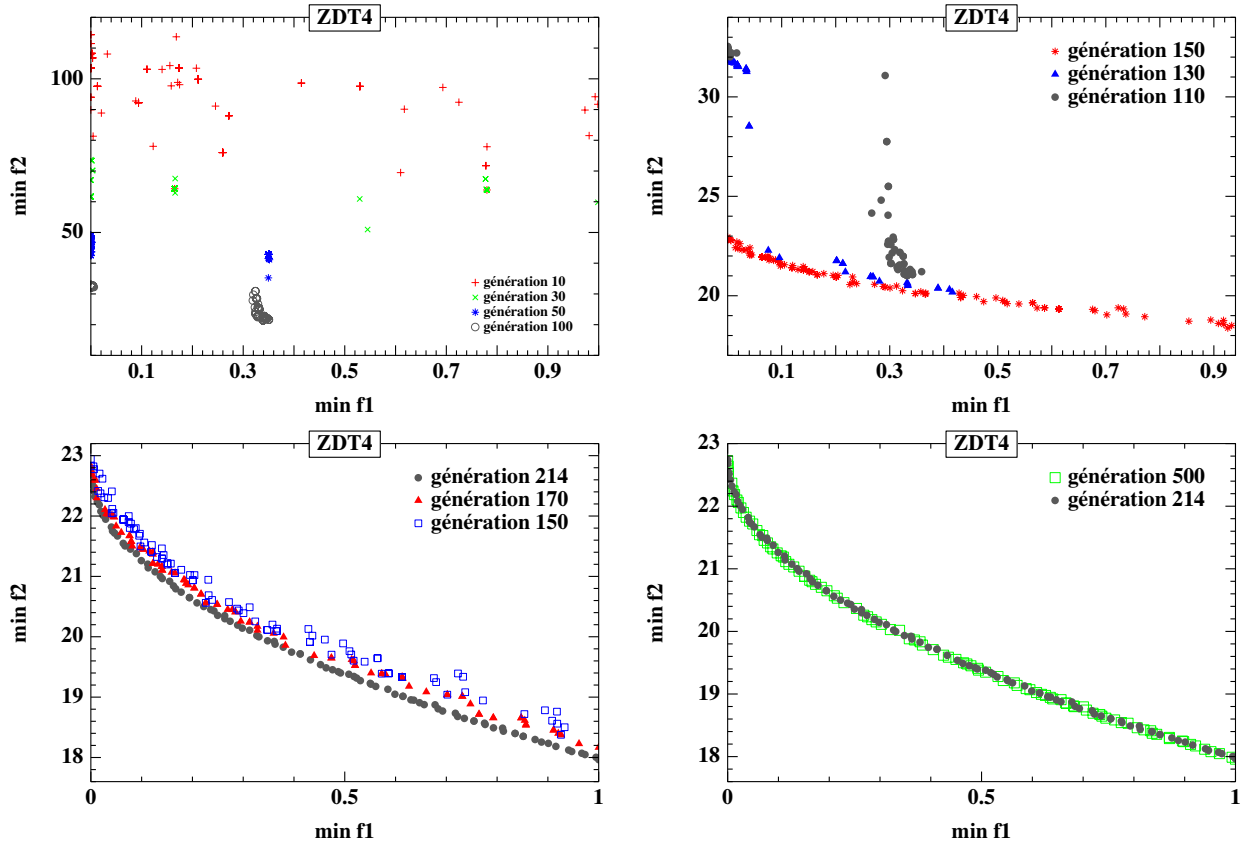 ZDT4
min f2
100
50
0.1 0.3 0.5 0.7 0.9
min f1
génération 10
génération 30
génération 50
génération 100
ZDT4
min f2
32
28
24
20
0.1 0.3 0.5 0.7 0.9
min f1
génération 150
génération 130
génération 110
ZDT4
min f2
23
22
21
20
19
18
0 0.5 1
min f1
génération 214
génération 170
génération 150
ZDT4
min f2
23
22
21
20
19
18
0 0.5 1
min f1
génération 500
génération 214